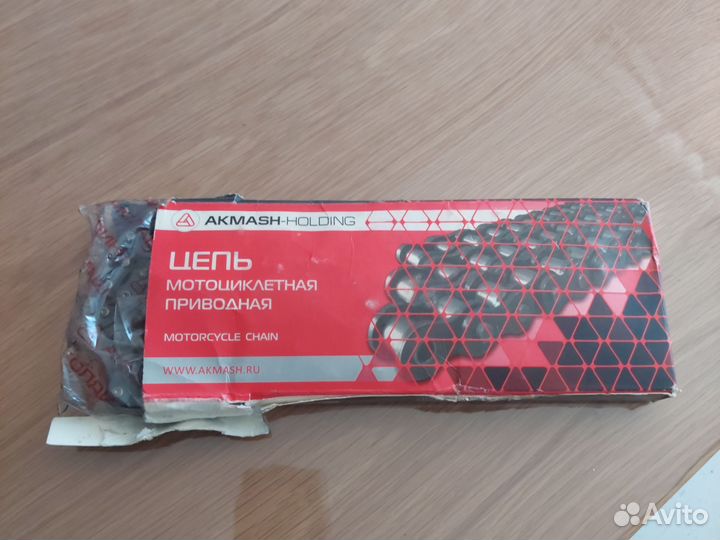 AKMASH-HOLDING
ЦЕПЬ
МОТОЦИКЛЕТНАЯ
ПРИВОДНАЯ
MOTORCYCLE CHAIN
WWW.AKMASH.RU
Avito